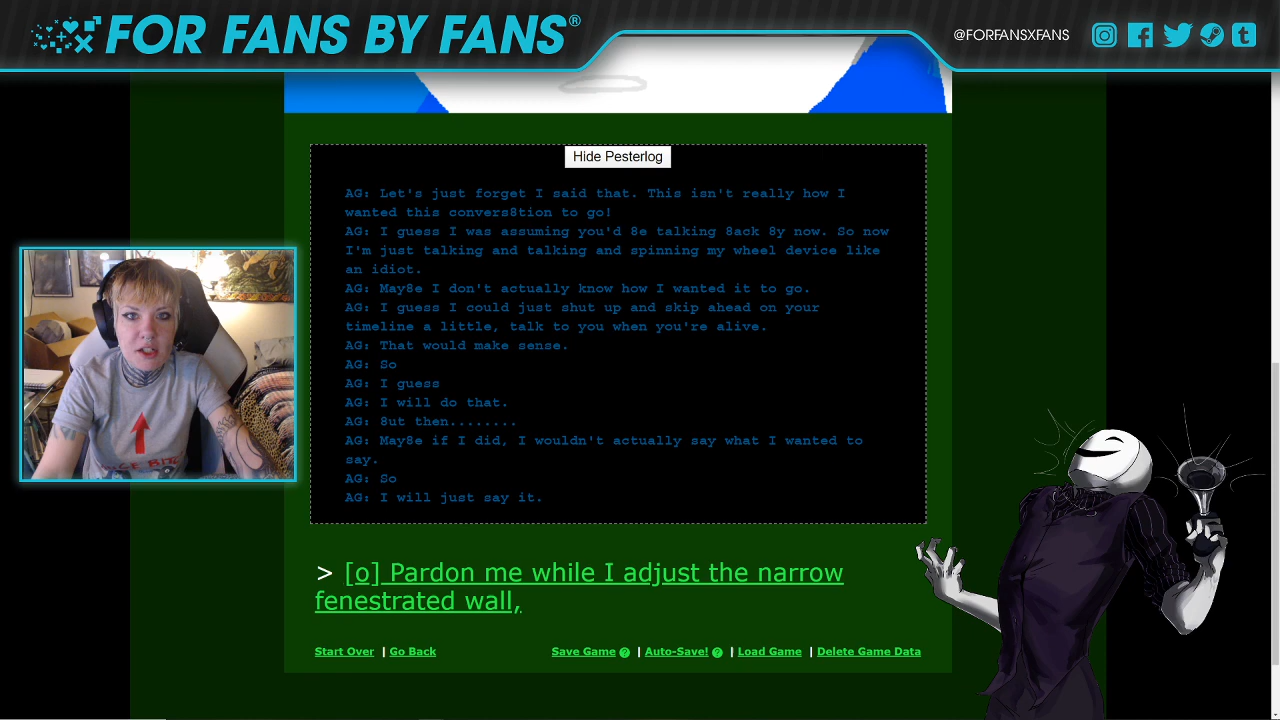 FOR FANS BY FANS®
@FORFANSXFANS
Hide Pesterlog
AG: Let's just forget I said that. This isn't really how I
wanted this convers8tion to go!
AG: I guess I was assuming you'd 8e talking 8ack 8y now. So now
I'm just talking and talking and spinning my wheel device like
an idiot.
AG: May8e I don't actually know how I wanted it to go.
AG: I guess I could just shut up and skip ahead on your
timeline a little, talk to you when you're alive.
AG: That would make sense.
AG: So
AG: I guess
AG: I will do that.
AG: 8ut then........
AG: May8e if I did, I wouldn't actually say what I wanted to
say.
AG: So
AG: I will just say it.
> [o] Pardon me while I adjust the narrow
fenestrated wall,
Start Over | Go Back
Save Game ? | Auto-Save! ? | Load Game | Delete Game Data